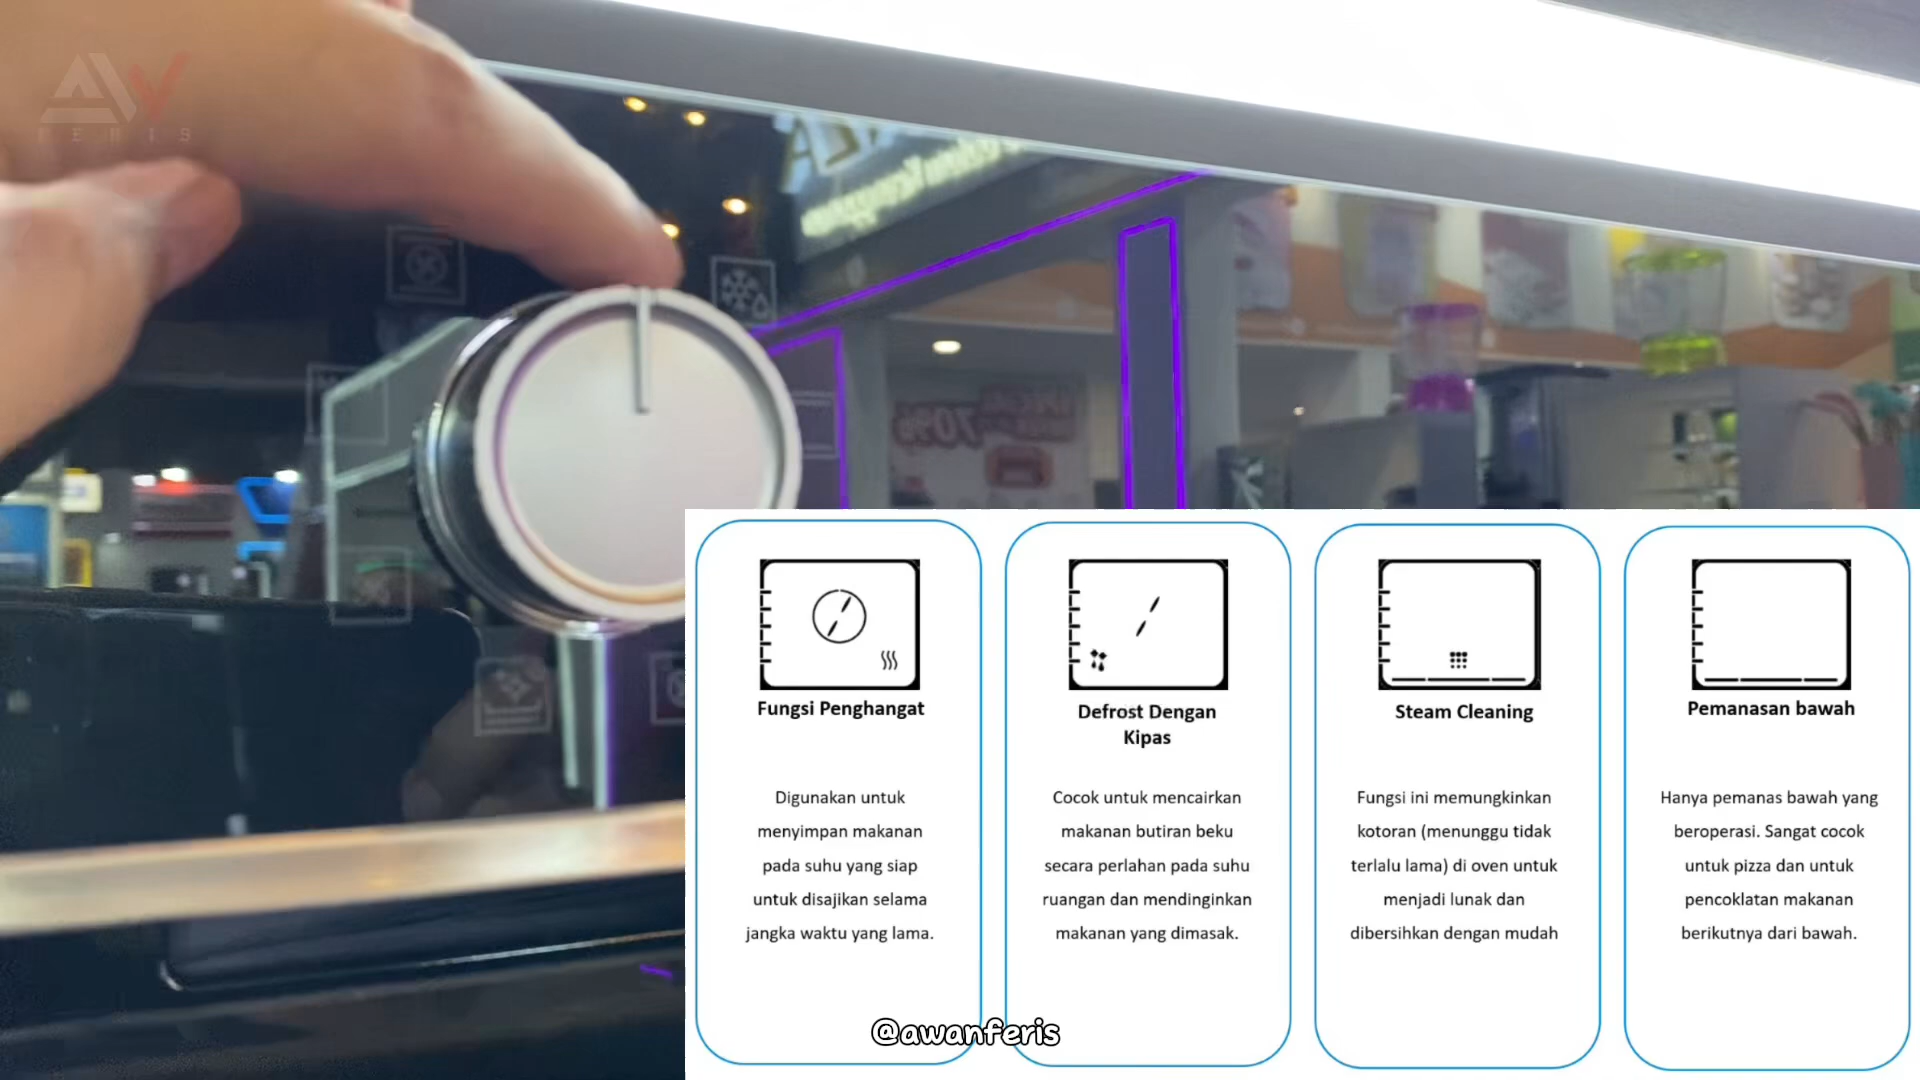 AW
FERIS
70%
Fungsi Penghangat
Digunakan untuk
menyimpan makanan
pada suhu yang siap
untuk disajikan selama
jangka waktu yang lama.
Defrost Dengan
Kipas
Cocok untuk mencairkan
makanan butiran beku
secara perlahan pada suhu
ruangan dan mendinginkan
makanan yang dimasak.
Steam Cleaning
Fungsi ini memungkinkan
kotoran (menunggu tidak
terlalu lama) di oven untuk
menjadi lunak dan
dibersihkan dengan mudah
Pemanasan bawah
Hanya pemanas bawah yang
beroperasi. Sangat cocok
untuk pizza dan untuk
pencoklatan makanan
berikutnya dari bawah.
@awanferis